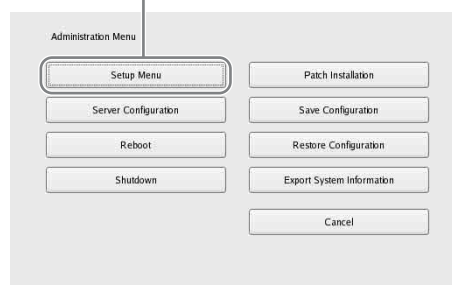 Administration Menu
Setup Menu
Patch Installation
Server Configuration
Save Configuration
Reboot
Restore Configuration
Shutdown
Export System Information
Cancel